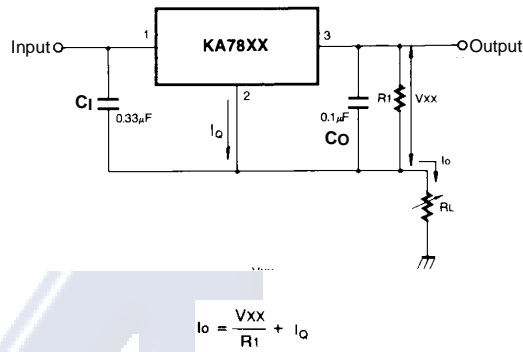 Input
1
KA78XX
3
Output
2
CI
0.33µF
IQ
0.1µF
CO
R1
VXX
IO
RL
IO = VXX / R1 + IQ